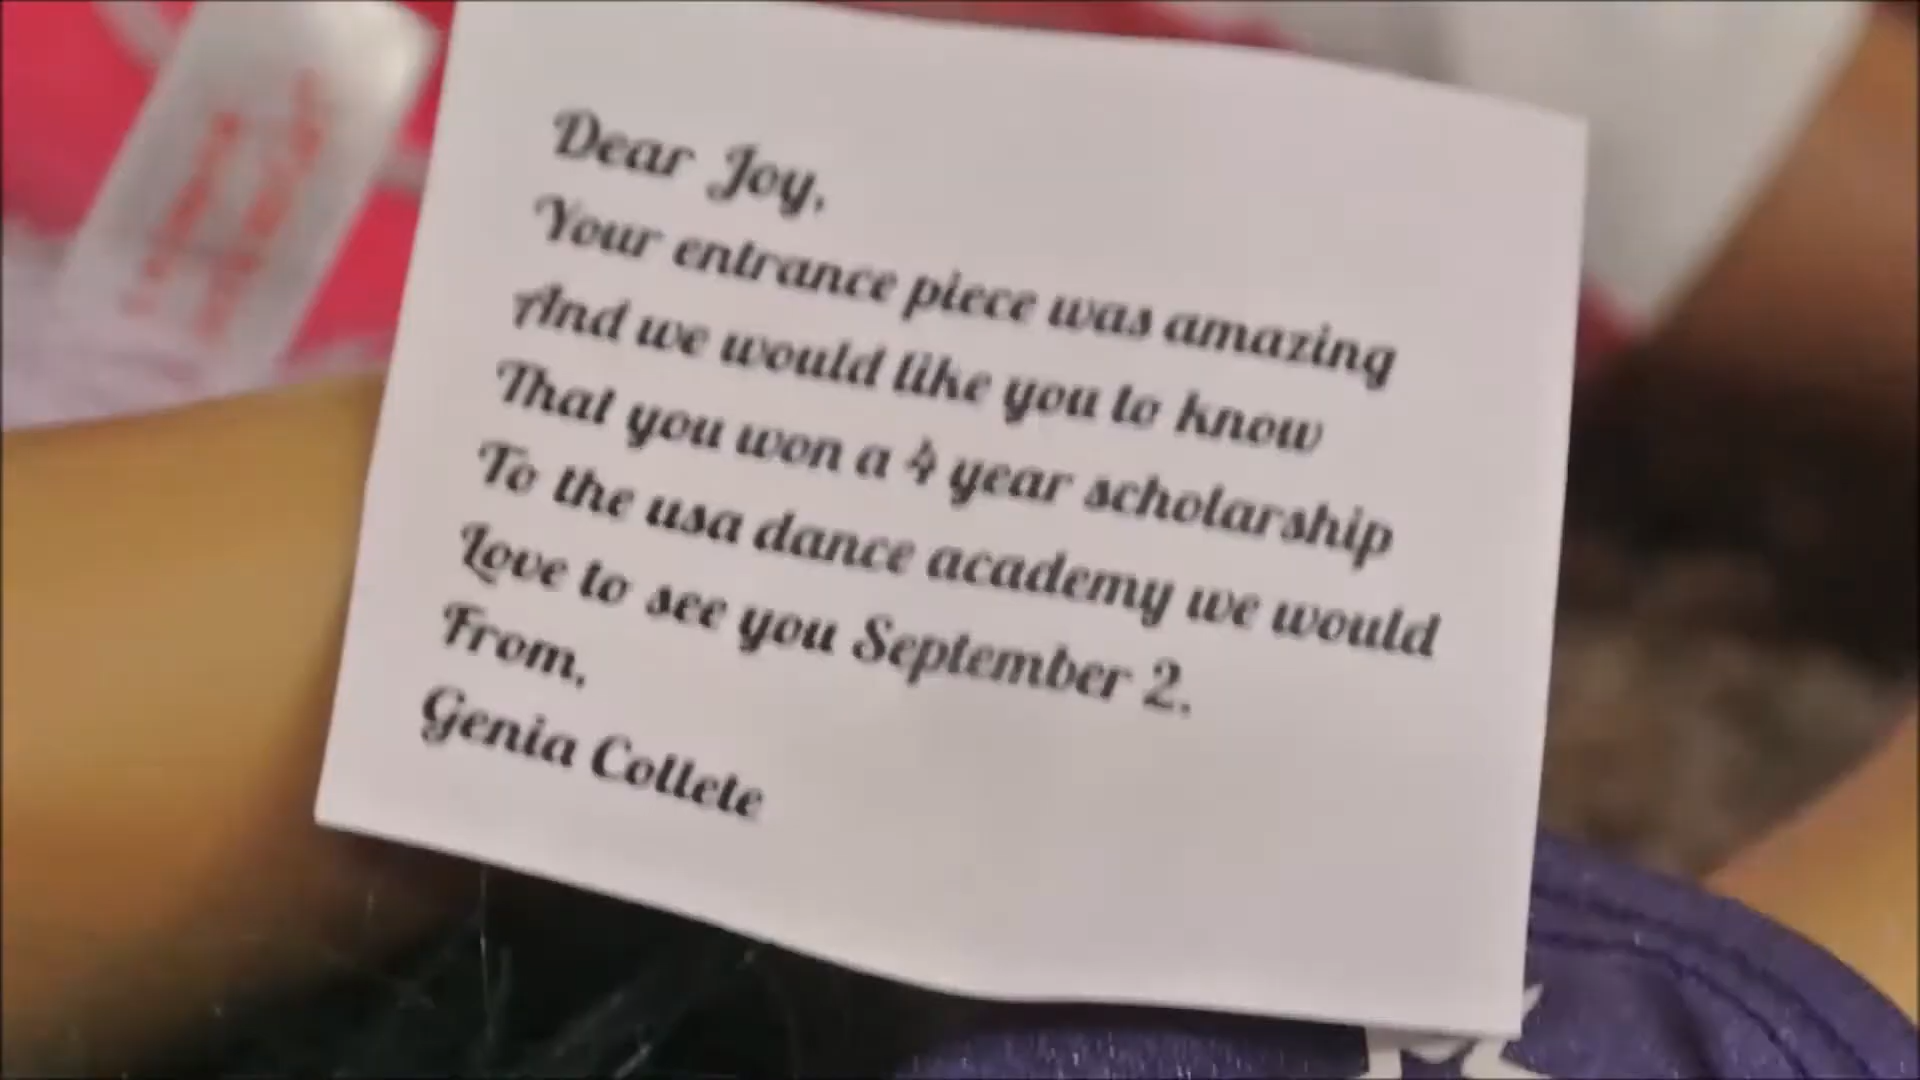 Dear Joy,
Your entrance piece was amazing
And we would like you to know
That you won a 4 year scholarship
To the usa dance academy we would
Love to see you September 2.
From,
Genia Collete